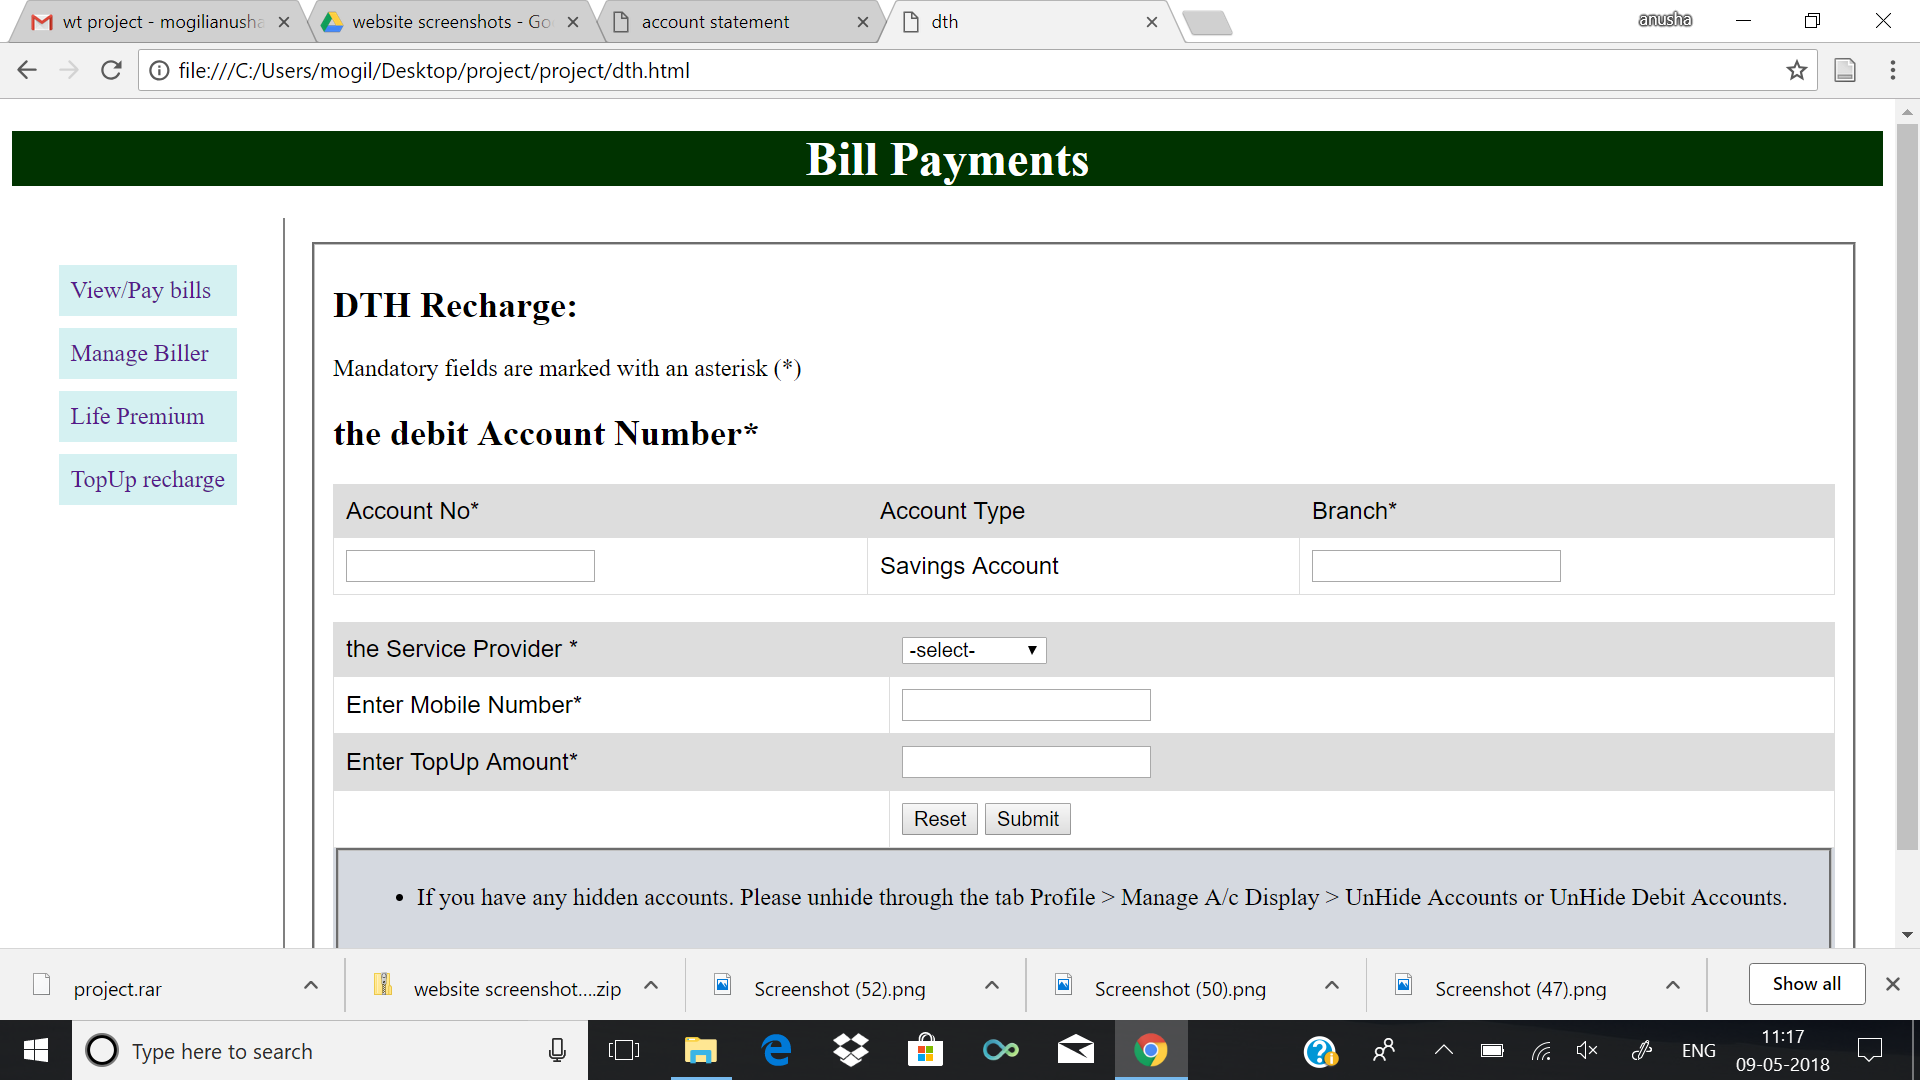 wt project - mogilianusha
website screenshots - Go
account statement
dth
anusha
file:///C:/Users/mogil/Desktop/project/project/dth.html
Bill Payments
View/Pay bills
Manage Biller
Life Premium
TopUp recharge
DTH Recharge:
Mandatory fields are marked with an asterisk (*)
the debit Account Number*
Account No* Account Type Branch*
Savings Account
the Service Provider * -select-
Enter Mobile Number*
Enter TopUp Amount*
Reset Submit
• If you have any hidden accounts. Please unhide through the tab Profile > Manage A/c Display > UnHide Accounts or UnHide Debit Accounts.
project.rar website screenshot....zip Screenshot (52).png Screenshot (50).png Screenshot (47).png Show all
Type here to search
ENG
11:17
09-05-2018